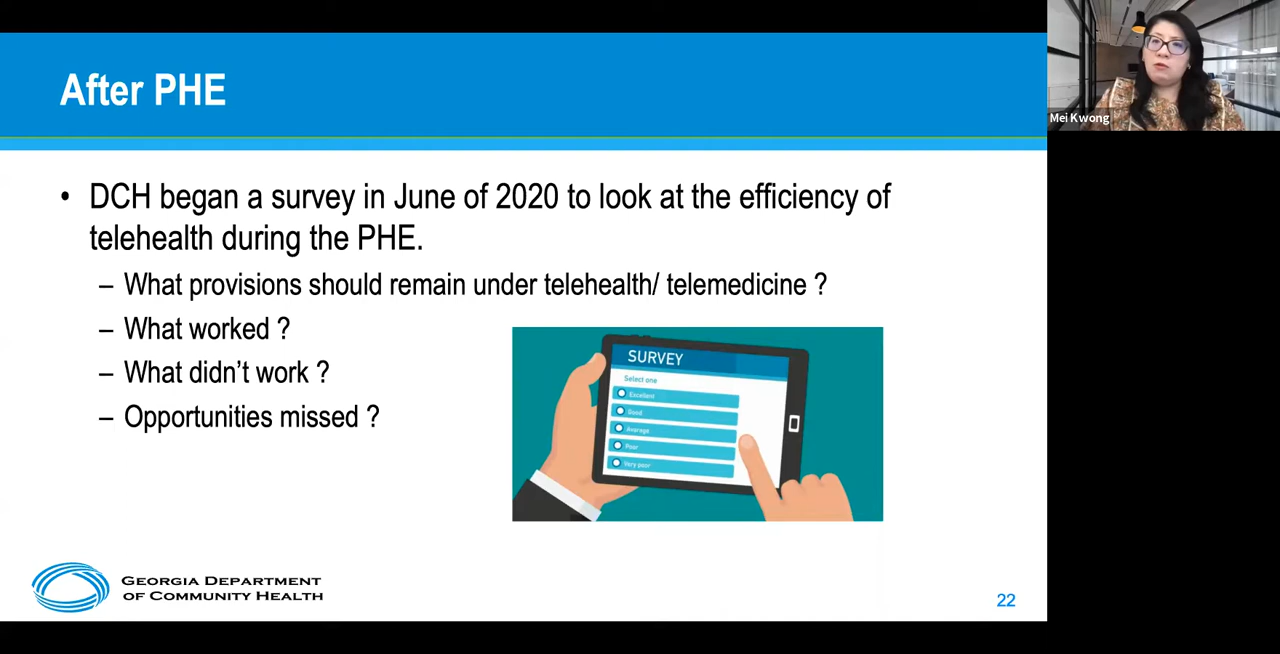 After PHE
Mei Kwong
• DCH began a survey in June of 2020 to look at the efficiency of
telehealth during the PHE.
– What provisions should remain under telehealth/ telemedicine ?
– What worked ?
– What didn't work ?
– Opportunities missed ?
SURVEY
Select one
Excellent
Good
Average
Poor
Very poor
GEORGIA DEPARTMENT
OF COMMUNITY HEALTH
22